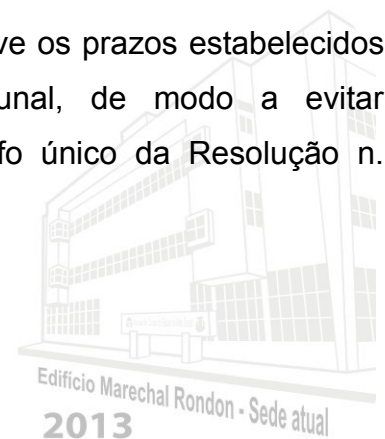 ve os prazos estabelecidos
unal, de modo a evitar
fo único da Resolução n.
Edifício Marechal Rondon - Sede atual
2013